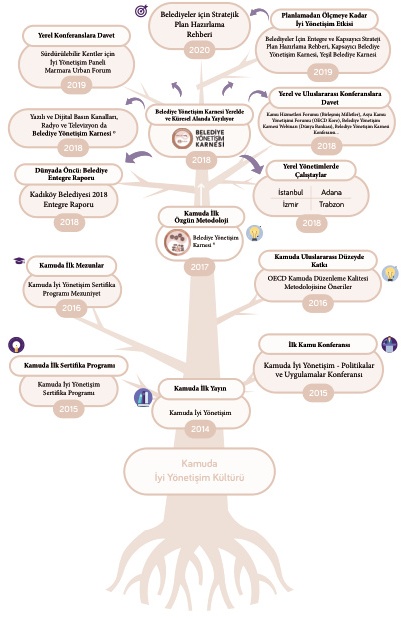 Belediyeler için Stratejik
Plan Hazırlama
Rehberi
2020
Yerel Konferanslara Davet
Sürdürülebilir Kentler için
İyi Yönetişim Paneli
Marmara Urban Forum
2019
Planlamadan Ölçmeye Kadar
İyi Yönetişim Etkisi
Belediyeler İçin Entegre ve Kapsayıcı Strateji
Plan Hazırlama Rehberi, Kapsayıcı Belediye
Yönetişim Karnesi, Yeşil Belediye Karnesi
2019
Yazılı ve Dijital Basın Kanalları,
Radyo ve Televizyon da
Belediye Yönetişim Karnesi ®
2018
Belediye Yönetişim Karnesi Yerelde
ve Küresel Alanda Yayılıyor
BELEDİYE
YÖNETİŞİM
KARNESİ
2018
Yerel ve Uluslararası Konferanslara
Davet
Kamu Hizmetleri Forumu (Birleşmiş Milletler), Asya Kamu
Yönetişimi Forumu (OECD Kore), Belediye Yönetişim
Karnesi Webinarı (Dünya Bankası), Belediye Yönetişim Karnesi
Konferansı...
2018
Dünyada Öncü: Belediye
Entegre Raporu
Kadıköy Belediyesi 2018
Entegre Raporu
2018
Yerel Yönetimlerde
Çalıştaylar
İstanbul Adana
İzmir Trabzon
2018
Kamuda İlk
Özgün Metodoloji
Belediye Yönetişim
Karnesi ®
2017
Kamuda İlk Mezunlar
Kamuda İyi Yönetişim Sertifika
Programı Mezuniyet
2016
Kamuda Uluslararası Düzeyde
Katkı
OECD Kamuda Düzenleme Kalitesi
Metodolojisine Öneriler
2016
Kamuda İlk Sertifika Programı
Kamuda İyi Yönetişim
Sertifika Programı
2015
İlk Kamu Konferansı
Kamuda İyi Yönetişim - Politikalar
ve Uygulamalar Konferansı
2015
Kamuda İlk Yayın
Kamuda İyi Yönetişim
2014
Kamuda
İyi Yönetişim Kültürü